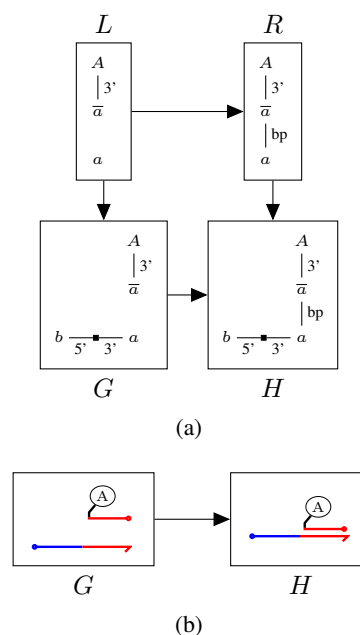 L R
A A
3’ 3’
a̅ a̅
bp
a a
A A
3’ 3’
a̅ a̅
bp
b a b a
5’ 3’ 5’ 3’
G H
(a)
A A
G H
(b)